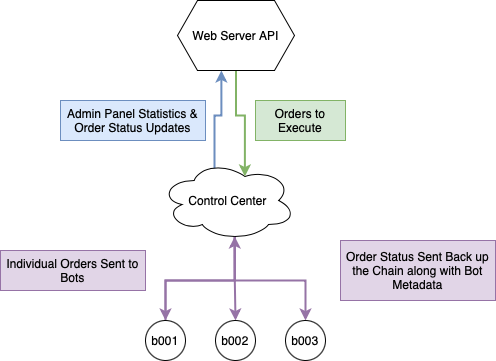 Web Server API
Admin Panel Statistics &
Order Status Updates
Orders to
Execute
Control Center
Individual Orders Sent to
Bots
Order Status Sent Back up
the Chain along with Bot
Metadata
b001
b002
b003